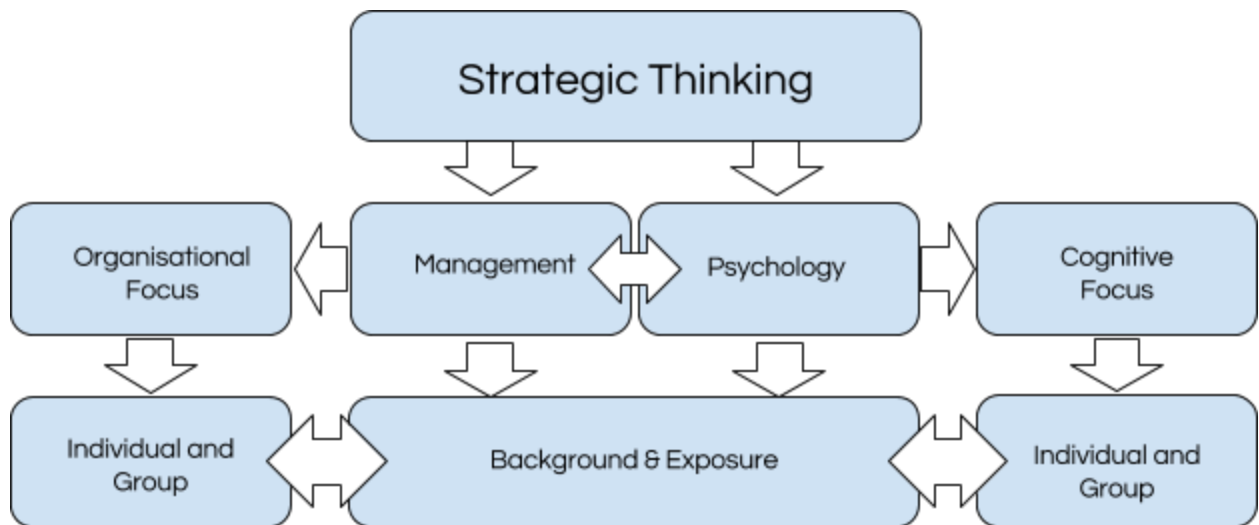 Strategic Thinking
Organisational
Focus
Management
Psychology
Cognitive
Focus
Individual and
Group
Background & Exposure
Individual and
Group